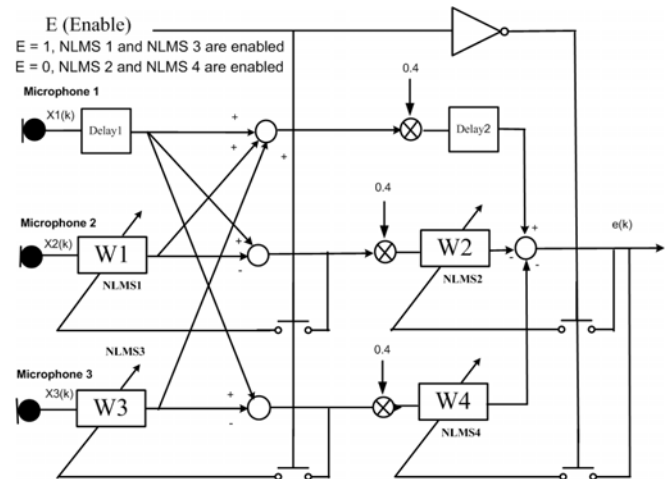 E (Enable)
E = 1, NLMS 1 and NLMS 3 are enabled
E = 0, NLMS 2 and NLMS 4 are enabled
Microphone 1
X1(k)
Delay1
+
+
+
0.4
Delay2
Microphone 2
X2(k)
W1
NLMS1
+
-
0.4
W2
NLMS2
+
-
-
e(k)
Microphone 3
X3(k)
NLMS3
W3
+
-
0.4
W4
NLMS4